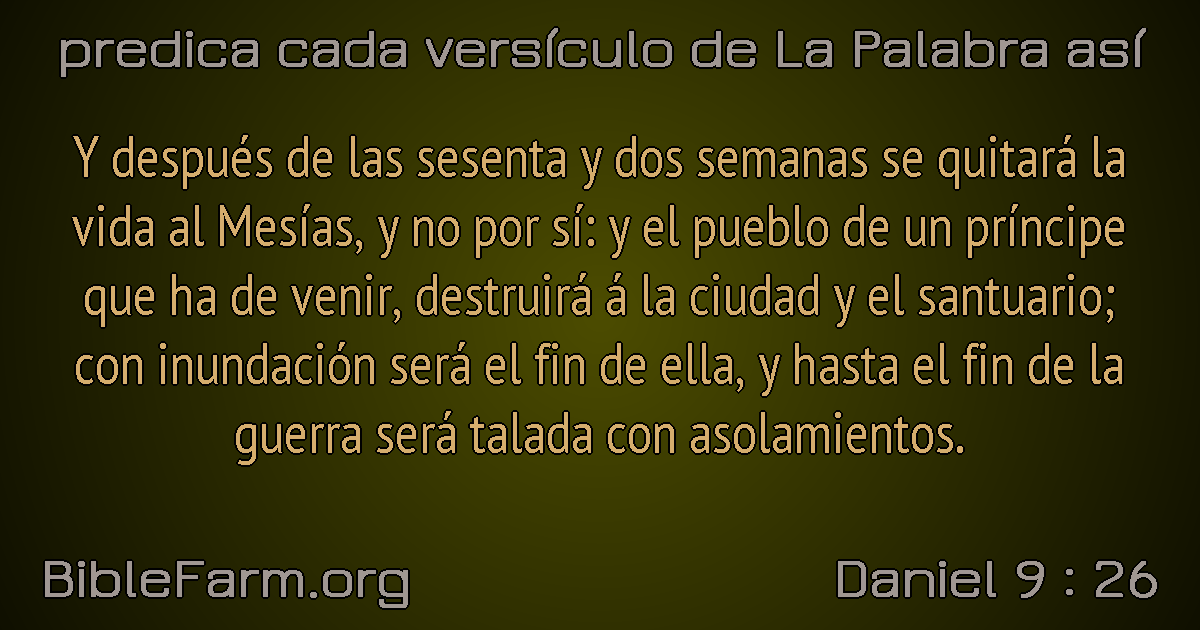 predica cada versículo de La Palabra así
Y después de las sesenta y dos semanas se quitará la
vida al Mesías, y no por sí: y el pueblo de un príncipe
que ha de venir, destruirá á la ciudad y el santuario;
con inundación será el fin de ella, y hasta el fin de la
guerra será talada con asolamientos.
BibleFarm.org
Daniel 9 : 26